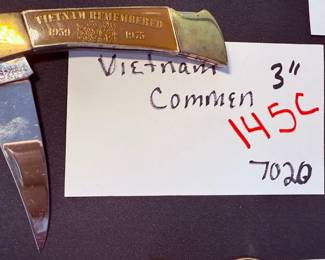 VIETNAM REMEMBERED
1959 1975
Vietnam 3"
Commen
145C
7020